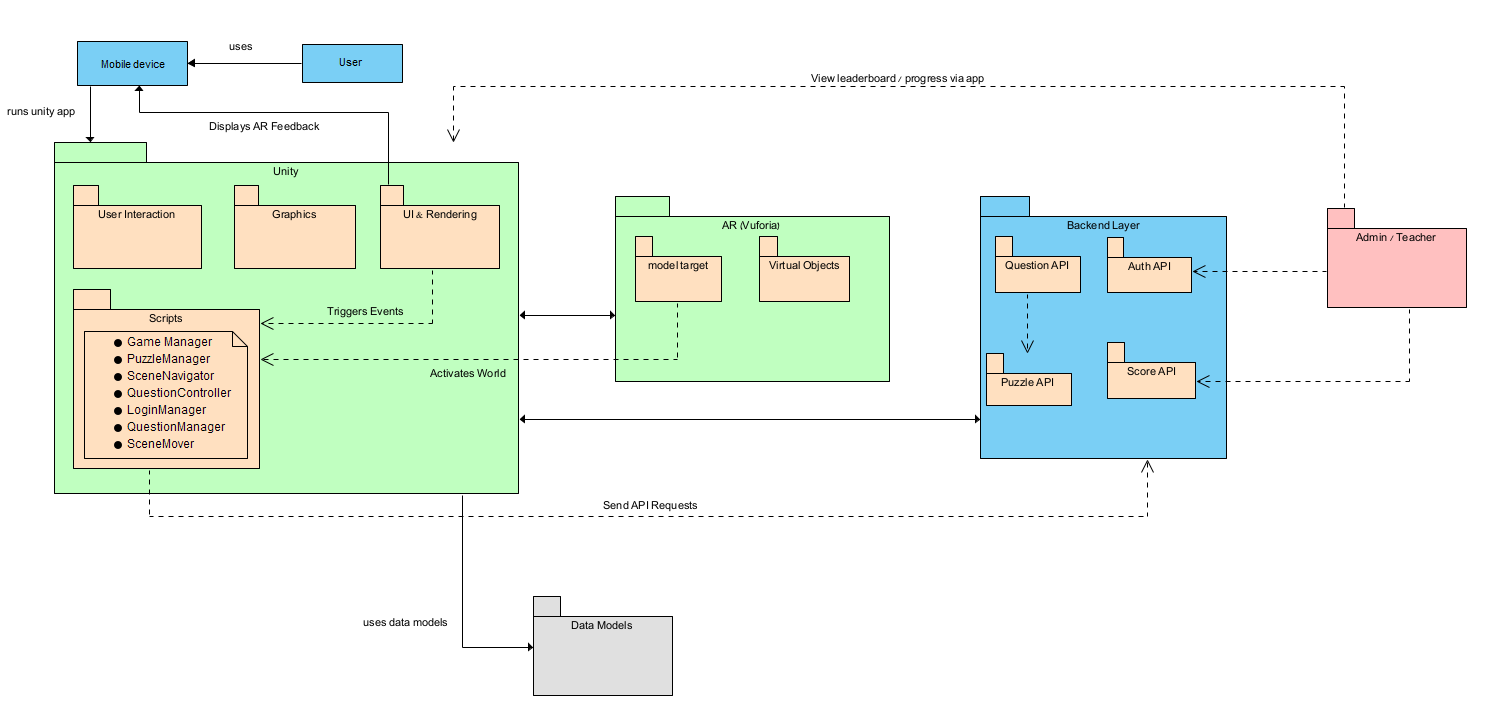 uses
View leaderboard / progress via app
Mobile device
User
runs unity app
Displays AR Feedback
Unity
User Interaction
Graphics
UI & Rendering
AR (Vuforia)
model target
Virtual Objects
Backend Layer
Question API
Auth API
Admin / Teacher
Triggers Events
Scripts
Game Manager
PuzzleManager
SceneNavigator
QuestionController
LoginManager
QuestionManager
SceneMover
Activates World
Puzzle API
Score API
Send API Requests
uses data models
Data Models